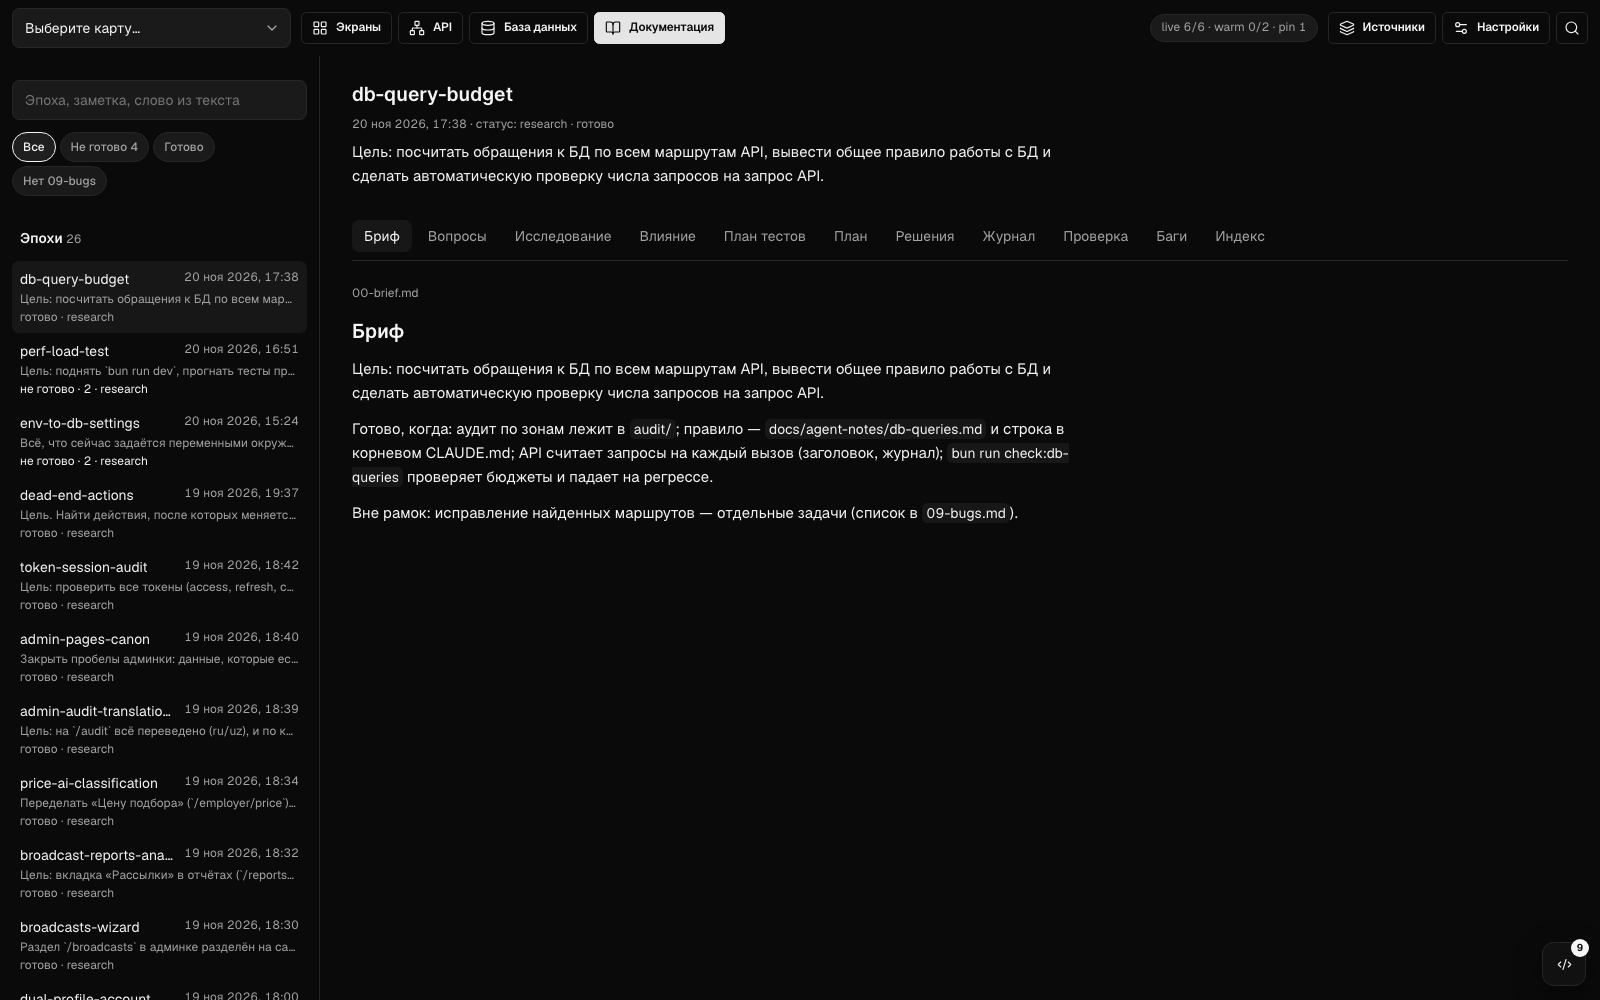 Выберите карту...
Экраны
API
База данных
Документация
live 6/6 · warm 0/2 · pin 1
Источники
Настройки
Эпоха, заметка, слово из текста
Все
Не готово 4
Готово
Нет 09-bugs
Эпохи 26
db-query-budget 20 ноя 2026, 17:38
Цель: посчитать обращения к БД по всем мар…
готово · research
perf-load-test 20 ноя 2026, 16:51
Цель: поднять `bun run dev`, прогнать тесты пр…
не готово · 2 · research
env-to-db-settings 20 ноя 2026, 15:24
Всё, что сейчас задаётся переменными окруж…
не готово · 2 · research
dead-end-actions 19 ноя 2026, 19:37
Цель. Найти действия, после которых меняетс…
готово · research
token-session-audit 19 ноя 2026, 18:42
Цель: проверить все токены (access, refresh, с…
готово · research
admin-pages-canon 19 ноя 2026, 18:40
Закрыть пробелы админки: данные, которые ес…
готово · research
admin-audit-translatio… 19 ноя 2026, 18:39
Цель: на `/audit` всё переведено (ru/uz), и по к…
готово · research
price-ai-classification 19 ноя 2026, 18:34
Переделать «Цену подбора» (`/employer/price`)…
готово · research
broadcast-reports-ana… 19 ноя 2026, 18:32
Цель: вкладка «Рассылки» в отчётах (`/reports…
готово · research
broadcasts-wizard 19 ноя 2026, 18:30
Раздел `/broadcasts` в админке разделён на са…
готово · research
dual-profile-account 19 ноя 2026, 18:00
db-query-budget
20 ноя 2026, 17:38 · статус: research · готово
Цель: посчитать обращения к БД по всем маршрутам API, вывести общее правило работы с БД и
сделать автоматическую проверку числа запросов на запрос API.
Бриф
Вопросы
Исследование
Влияние
План тестов
План
Решения
Журнал
Проверка
Баги
Индекс
00-brief.md
Бриф
Цель: посчитать обращения к БД по всем маршрутам API, вывести общее правило работы с БД и
сделать автоматическую проверку числа запросов на запрос API.
Готово, когда: аудит по зонам лежит в audit/; правило — docs/agent-notes/db-queries.md и строка в
корневом CLAUDE.md; API считает запросы на каждый вызов (заголовок, журнал); bun run check:db-
queries проверяет бюджеты и падает на регрессе.
Вне рамок: исправление найденных маршрутов — отдельные задачи (список в 09-bugs.md).
9